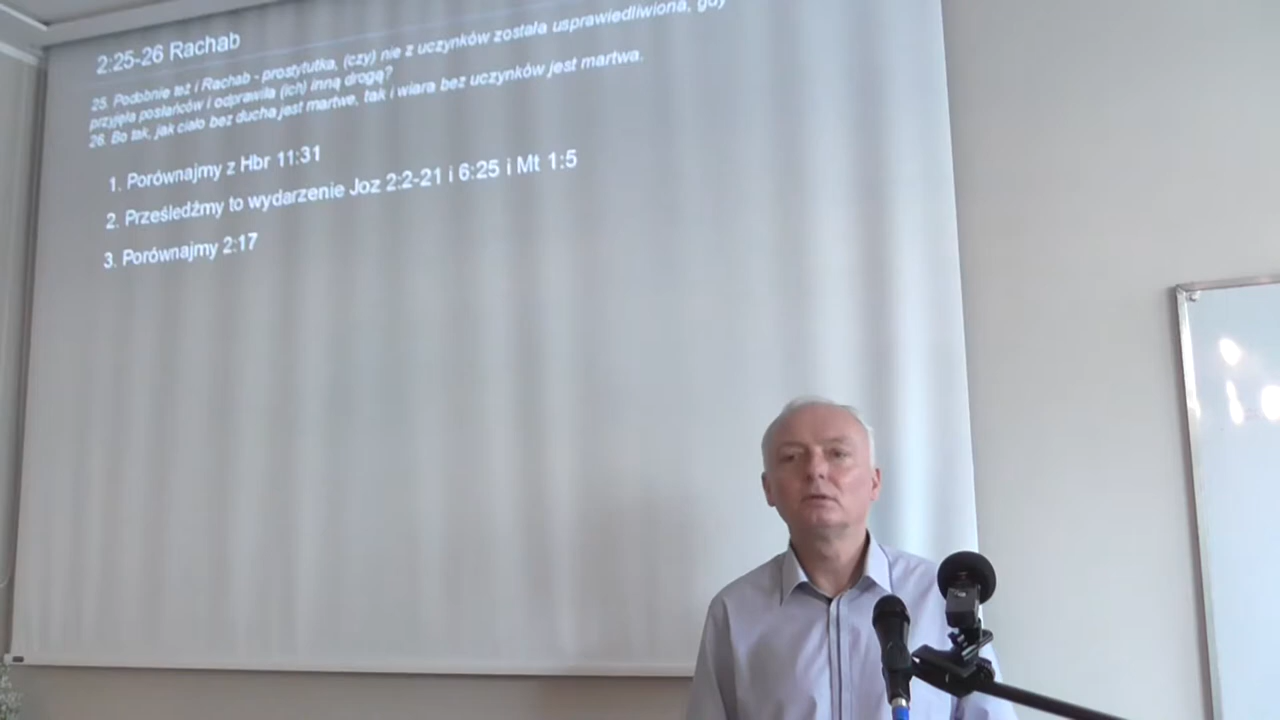 2:25-26 Rachab
25. Podobnie też i Rachab - prostytutka, (czy) nie z uczynków została usprawiedliwiona, gdy
przyjęła posłańców i odprawiła (ich) inną drogą?
26. Bo tak, jak ciało bez ducha jest martwe, tak i wiara bez uczynków jest martwa.
1. Porównajmy z Hbr 11:31
2. Prześledźmy to wydarzenie Joz 2:2-21 i 6:25 i Mt 1:5
3. Porównajmy 2:17